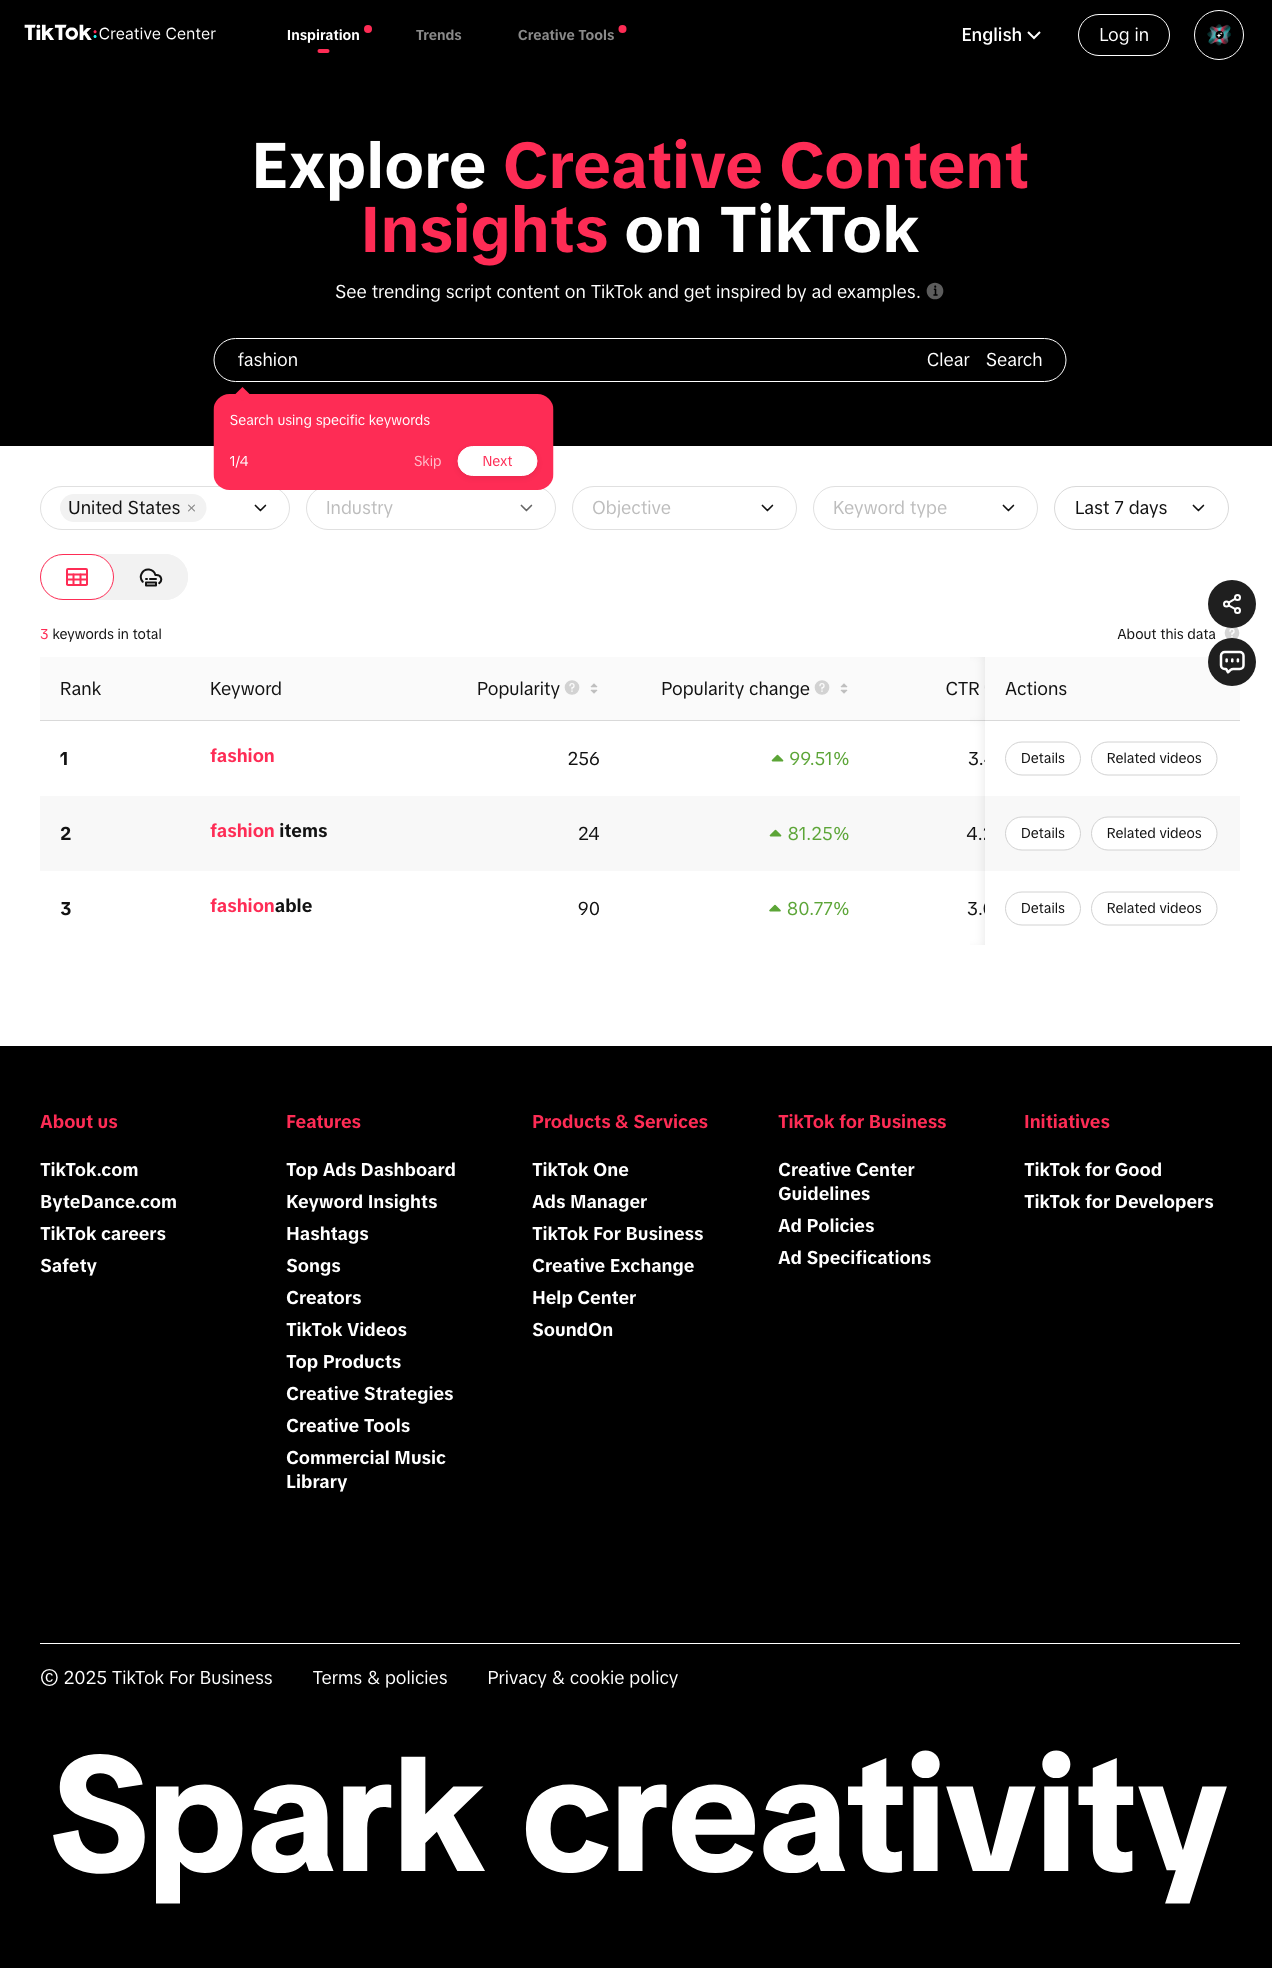 TikTok: Creative Center
Inspiration
Trends
Creative Tools
English
Log in
Explore Creative Content
Insights on TikTok
See trending script content on TikTok and get inspired by ad examples.
fashion
Clear
Search
Search using specific keywords
1/4
Skip
Next
United States ×
Industry
Objective
Keyword type
Last 7 days
3 keywords in total
About this data
Rank
Keyword
Popularity
Popularity change
CTR
Actions
1
fashion
256
99.51%
Details
Related videos
2
fashion items
24
81.25%
Details
Related videos
3
fashionable
90
80.77%
Details
Related videos
About us
TikTok.com
ByteDance.com
TikTok careers
Safety
Features
Top Ads Dashboard
Keyword Insights
Hashtags
Songs
Creators
TikTok Videos
Top Products
Creative Strategies
Creative Tools
Commercial Music
Library
Products & Services
TikTok One
Ads Manager
TikTok For Business
Creative Exchange
Help Center
SoundOn
TikTok for Business
Creative Center
Guidelines
Ad Policies
Ad Specifications
Initiatives
TikTok for Good
TikTok for Developers
© 2025 TikTok For Business
Terms & policies
Privacy & cookie policy
Spark creativity